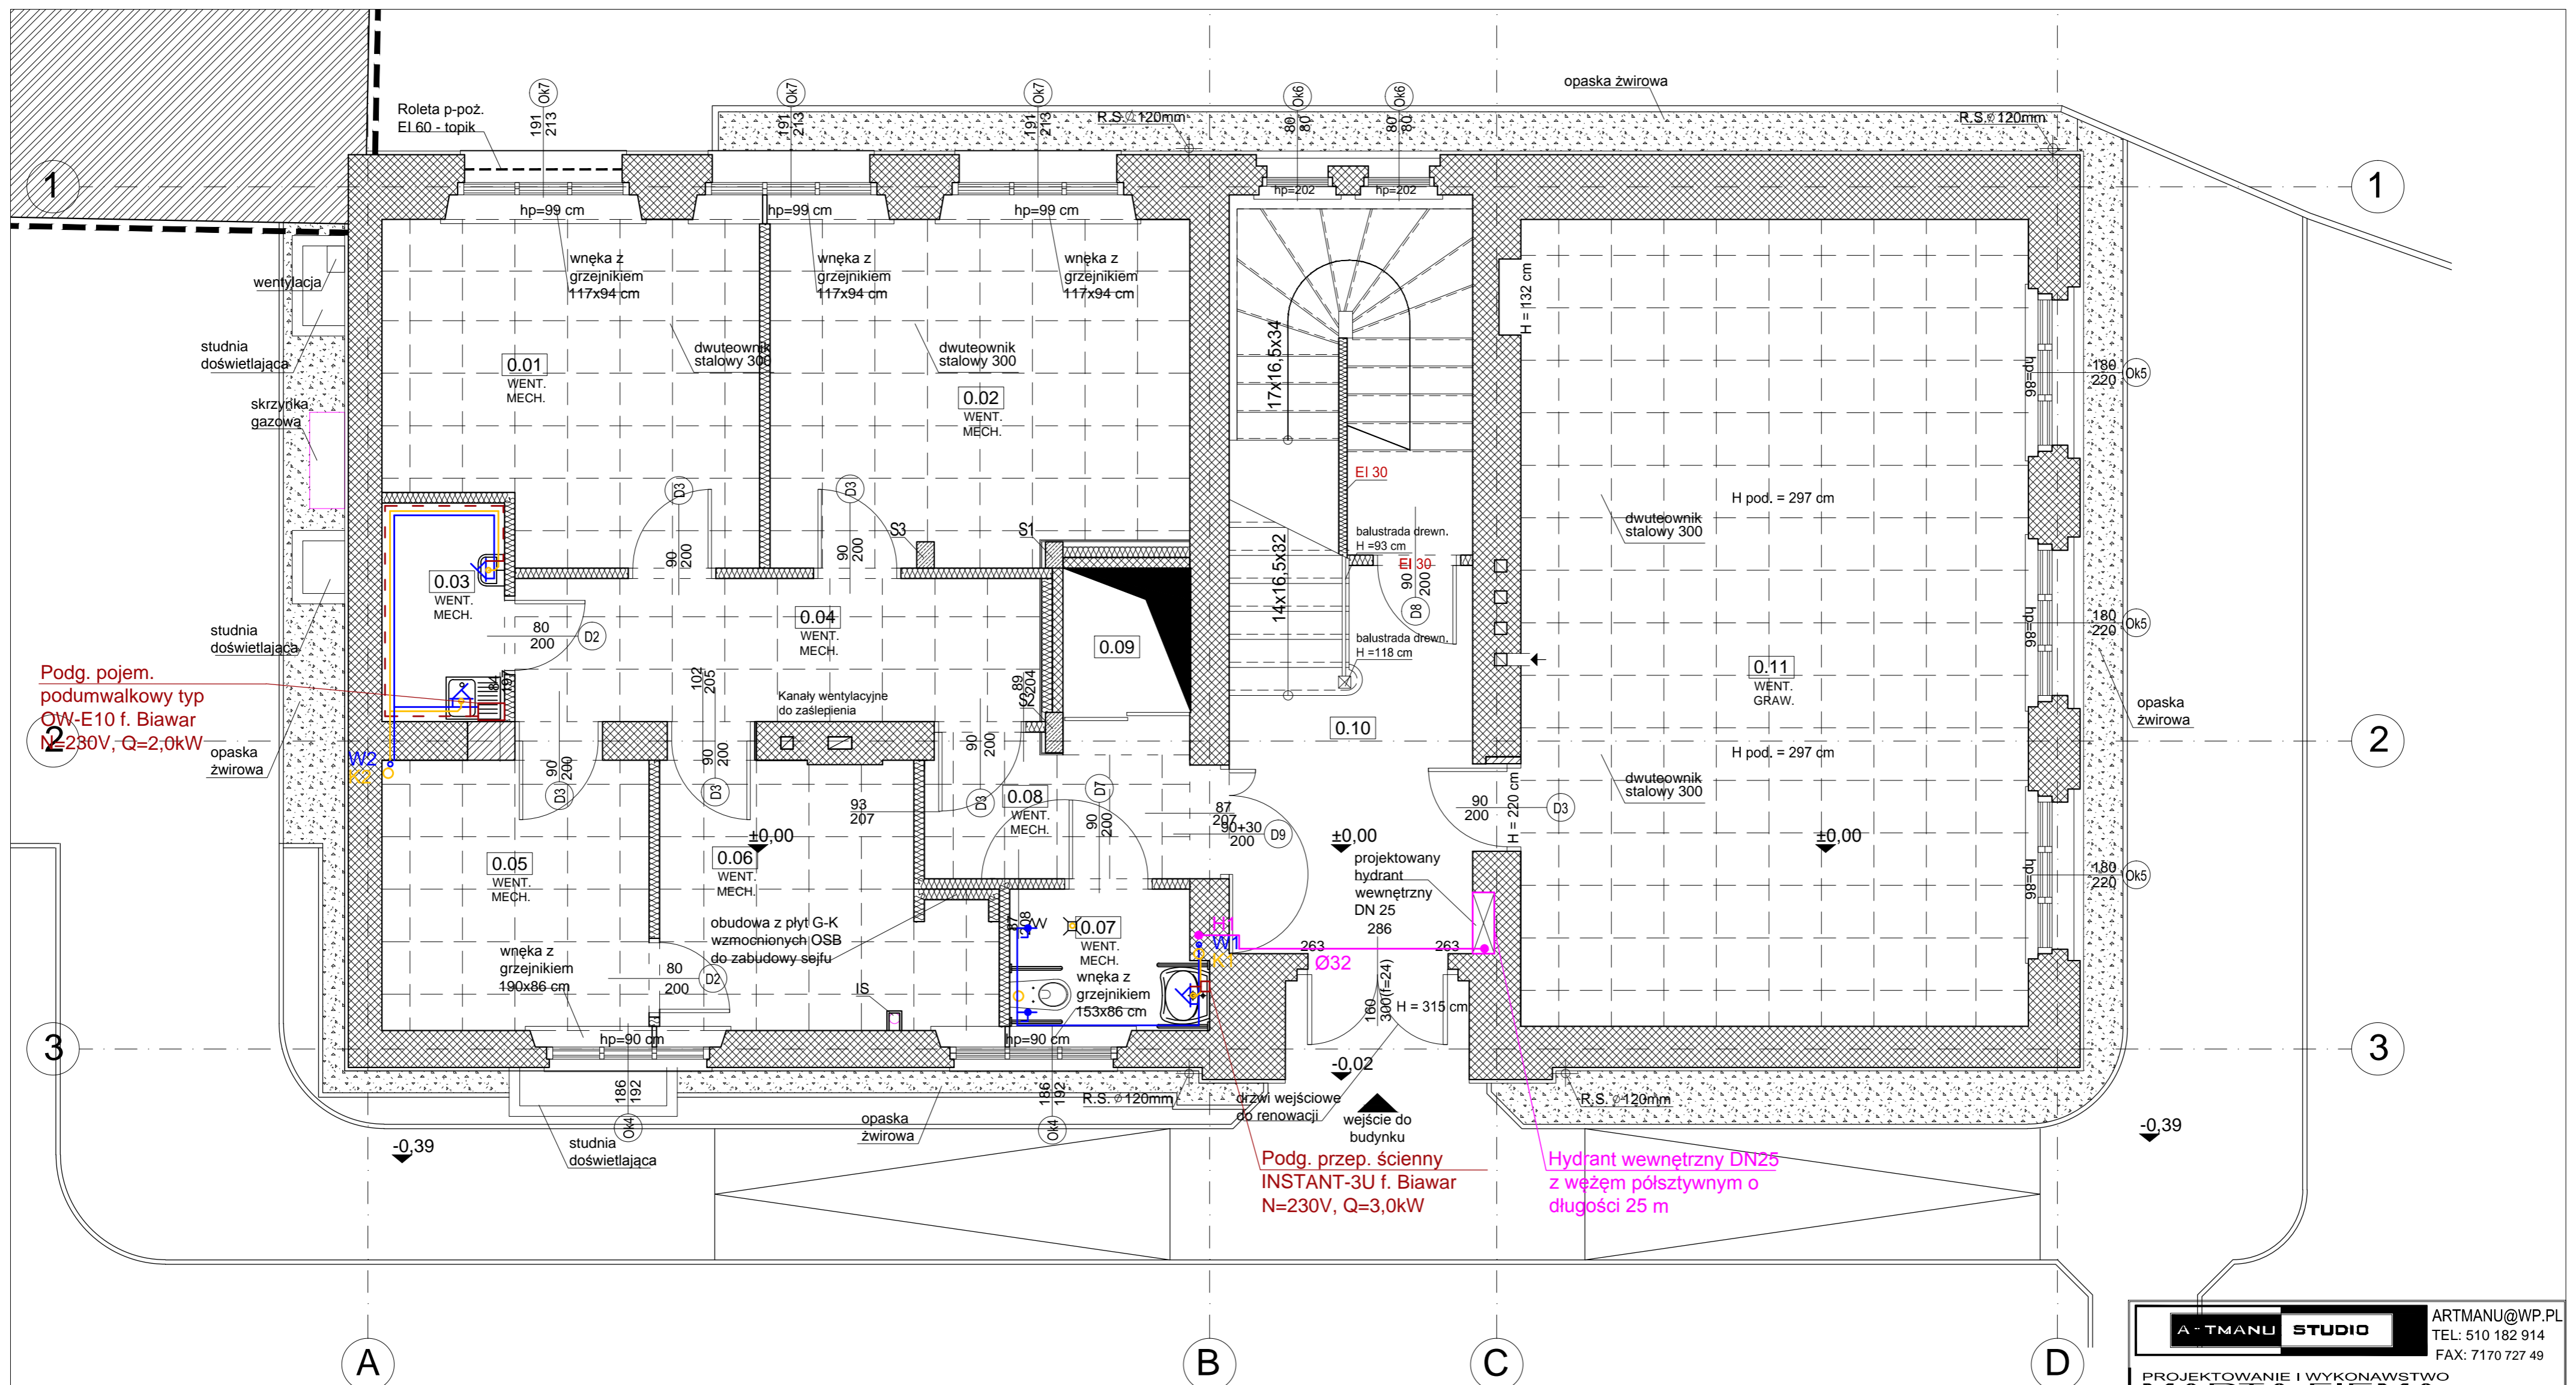 opaska żwirowa
Roleta p-poż.
EI 60 - topik
Ok7
191
213
Ok7
191
213
Ok7
191
213
R.S.∅120mm
Ok6
80
80
Ok6
80
80
R.S.∅120mm
1
1
hp=99 cm
hp=99 cm
hp=99 cm
hp=202
hp=202
wentylacja
wnęka z
grzejnikiem
117x94 cm
wnęka z
grzejnikiem
117x94 cm
wnęka z
grzejnikiem
117x94 cm
H = 132 cm
studnia
doświetlająca
0.01
WENT.
MECH.
dwuteownik
stalowy 300
dwuteownik
stalowy 300
0.02
WENT.
MECH.
17x16,5x34
hp=86
180
220
Ok5
skrzynka
gazowa
EI 30
H pod. = 297 cm
D3
90
200
D3
90
200
S3
S1
dwuteownik
stalowy 300
balustrada drewn.
H =93 cm
EI 30
90
200
D8
14x16,5x32
0.03
WENT.
MECH.
0.04
WENT.
MECH.
80
200
D2
0.09
balustrada drewn.
H =118 cm
hp=86
180
220
Ok5
studnia
doświetlająca
0.11
WENT.
GRAW.
Podg. pojem.
podumwalkowy typ
OW-E10 f. Biawar
N=230V, Q=2,0kW
84
197
102
205
Kanały wentylacyjne
do zaślepienia
89
204
S2
opaska
żwirowa
2
0.10
2
opaska
żwirowa
W2
K2
90
200
D3
90
200
D3
90
200
D3
H pod. = 297 cm
dwuteownik
stalowy 300
0.08
WENT.
MECH.
D7
90
200
93
207
87
207
90+30
200
D9
90
200
D3
H = 220 cm
±0,00
±0,00
±0,00
0.05
WENT.
MECH.
0.06
WENT.
MECH.
projektowany
hydrant
wewnętrzny
DN 25
286
hp=86
180
220
Ok5
obudowa z płyt G-K
wzmocnionych OSB
do zabudowy sejfu
87
208
0.07
WENT.
MECH.
H1
W1
K1
263
263
Ø32
wnęka z
grzejnikiem
190x86 cm
80
200
D2
IS
wnęka z
grzejnikiem
153x86 cm
160
300(f=24)
H = 315 cm
3
hp=90 cm
hp=90 cm
3
-0,02
186
192
Ok4
186
192
Ok4
R.S.∅120mm
drzwi wejściowe
do renowacji
R.S.∅120mm
opaska
żwirowa
wejście do
budynku
-0,39
studnia
doświetlająca
-0,39
Podg. przep. ścienny
INSTANT-3U f. Biawar
N=230V, Q=3,0kW
Hydrant wewnętrzny DN25
z wężem półsztywnym o
długości 25 m
A
B
C
D
STUDIO
ARTMANU@WP.PL
TEL: 510 182 914
FAX: 7170 727 49
PROJEKTOWANIE I WYKONAWSTWO